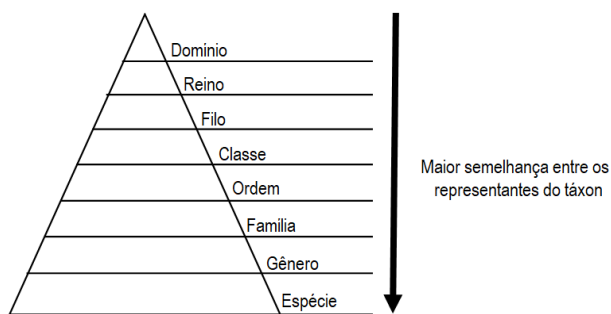 Domínio
Reino
Filo
Classe
Ordem
Família
Gênero
Espécie
Maior semelhança entre os
representantes do táxon